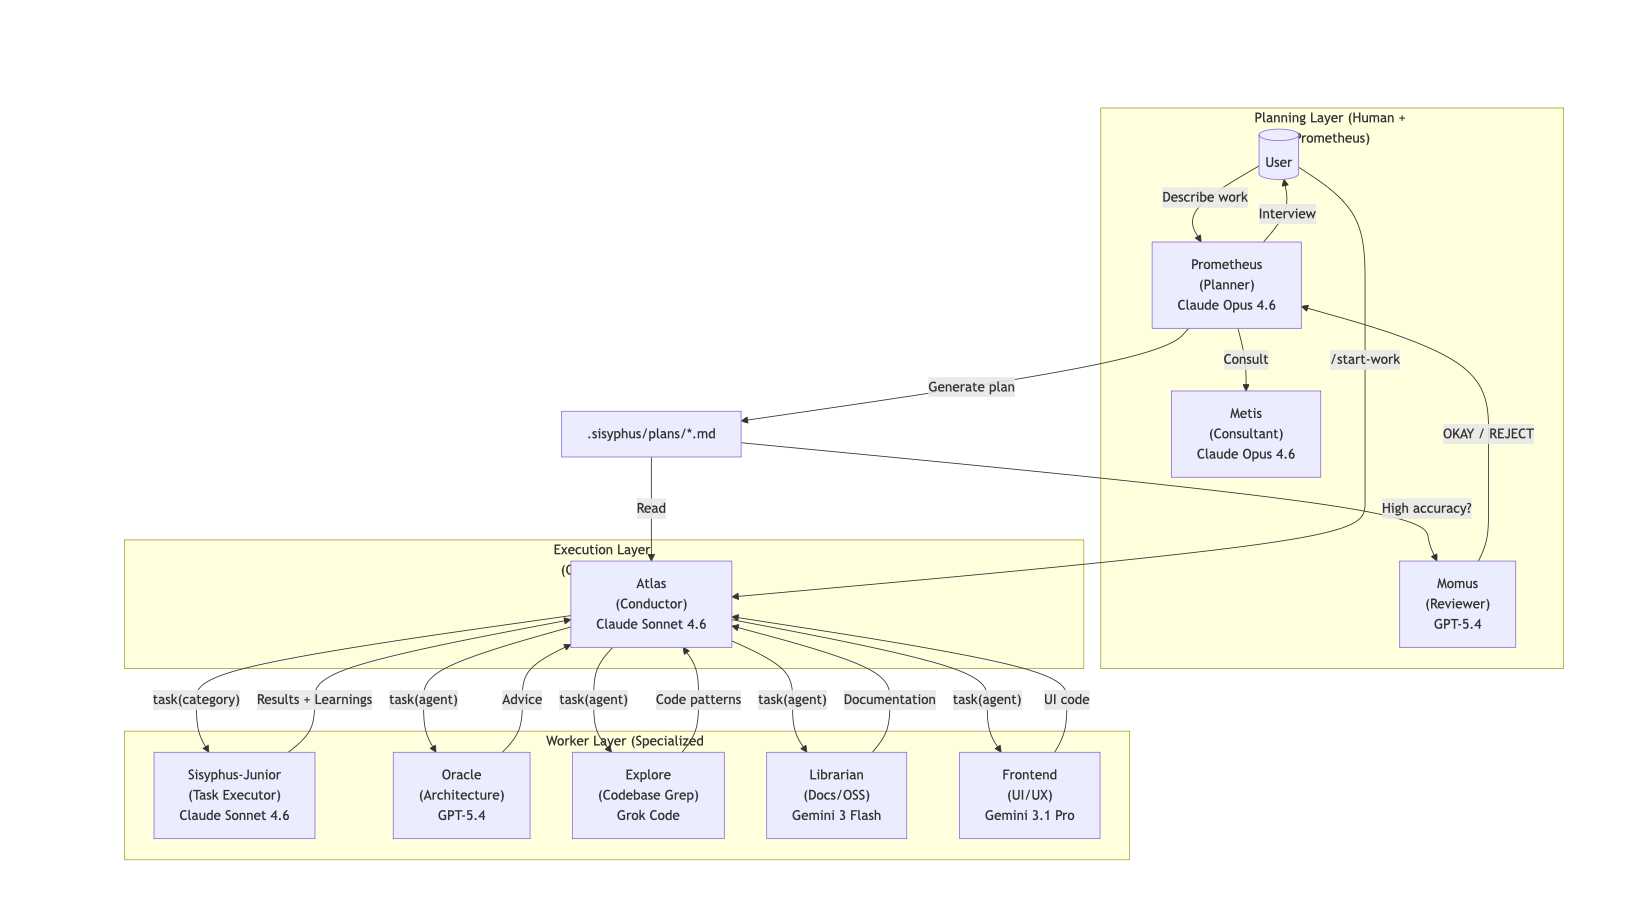 Planning Layer (Human +
Prometheus)
User
Describe work
Interview
Prometheus
(Planner)
Claude Opus 4.6
Consult
/start-work
Generate plan
Metis
(Consultant)
Claude Opus 4.6
.sisyphus/plans/*.md
OKAY / REJECT
Read
High accuracy?
Execution Layer
Atlas
(Conductor)
Claude Sonnet 4.6
Momus
(Reviewer)
GPT-5.4
task(category)
Results + Learnings
task(agent)
Advice
task(agent)
Code patterns
task(agent)
Documentation
task(agent)
UI code
Worker Layer (Specialized
Sisyphus-Junior
(Task Executor)
Claude Sonnet 4.6
Oracle
(Architecture)
GPT-5.4
Explore
(Codebase Grep)
Grok Code
Librarian
(Docs/OSS)
Gemini 3 Flash
Frontend
(UI/UX)
Gemini 3.1 Pro